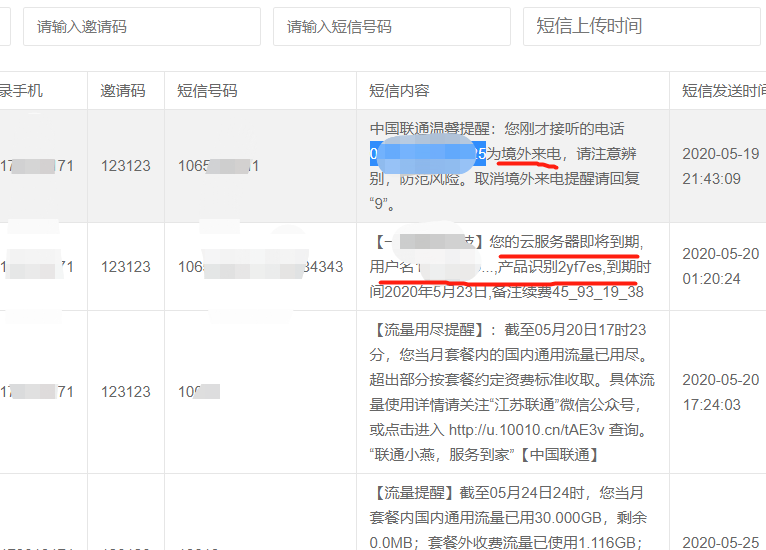 请输入邀请码 请输入短信号码 短信上传时间
录手机 邀请码 短信号码 短信内容 短信发送时间
中国联通温馨提醒：您刚才接听的电话
0 25为境外来电，请注意辨
别，防范风险。取消境外来电提醒请回复
“9”。
17 71 123123 1065 1 2020-05-19
21:43:09
【一 技】您的云服务器即将到期,
用户名1 ...,产品识别2yf7es,到期时
间2020年5月23日,备注续费45_93_19_38
17 71 123123 1065 34343 2020-05-20
01:20:24
【流量用尽提醒】：截至05月20日17时23
分，您当月套餐内的国内通用流量已用尽。
超出部分按套餐约定资费标准收取。具体流
量使用详情请关注“江苏联通”微信公众号，
或点击进入 http://u.10010.cn/tAE3v 查询。
“联通小燕，服务到家”【中国联通】
17 71 123123 10 2020-05-20
17:24:03
【流量提醒】截至05月24日24时，您当月
套餐内国内通用流量已用30.000GB，剩余
0.0MB；套餐外收费流量已使用1.116GB；
2020-05-25